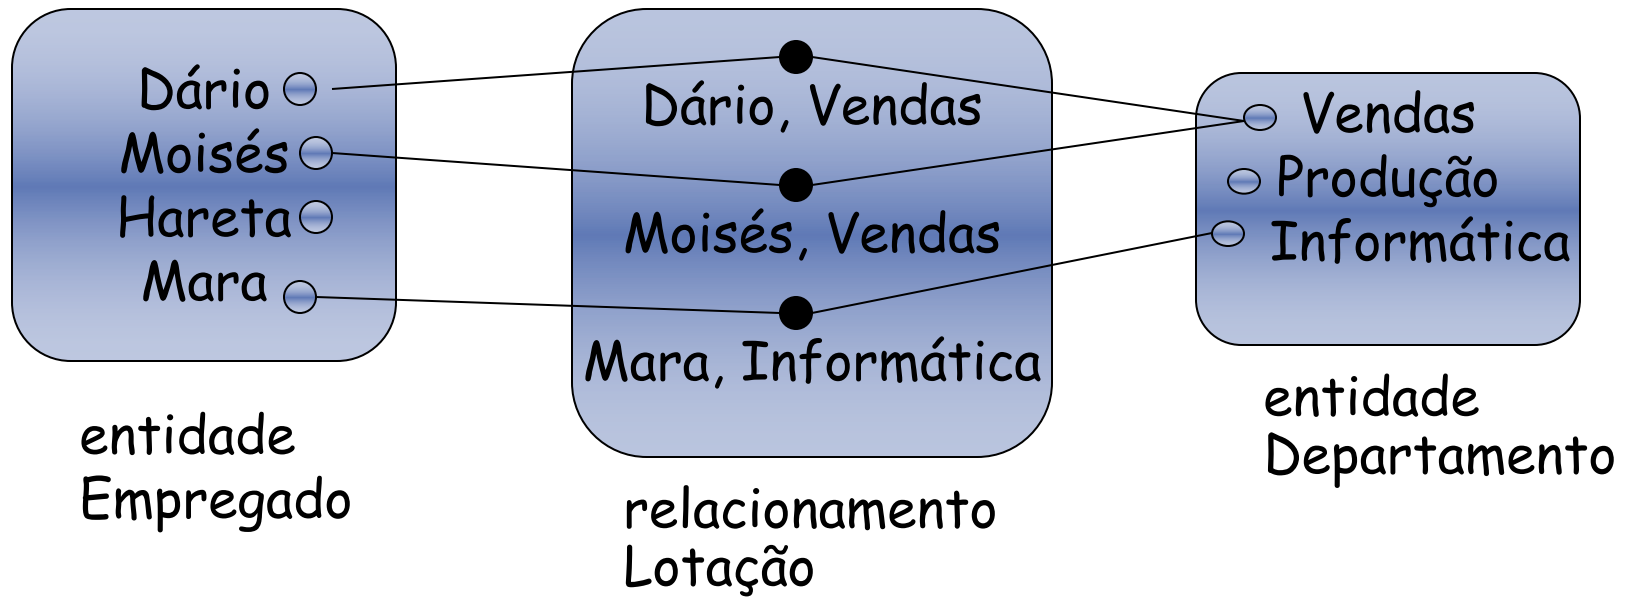 Dário
Moisés
Hareta
Mara
entidade
Empregado
Dário, Vendas
Moisés, Vendas
Mara, Informática
relacionamento
Lotação
Vendas
Produção
Informática
entidade
Departamento